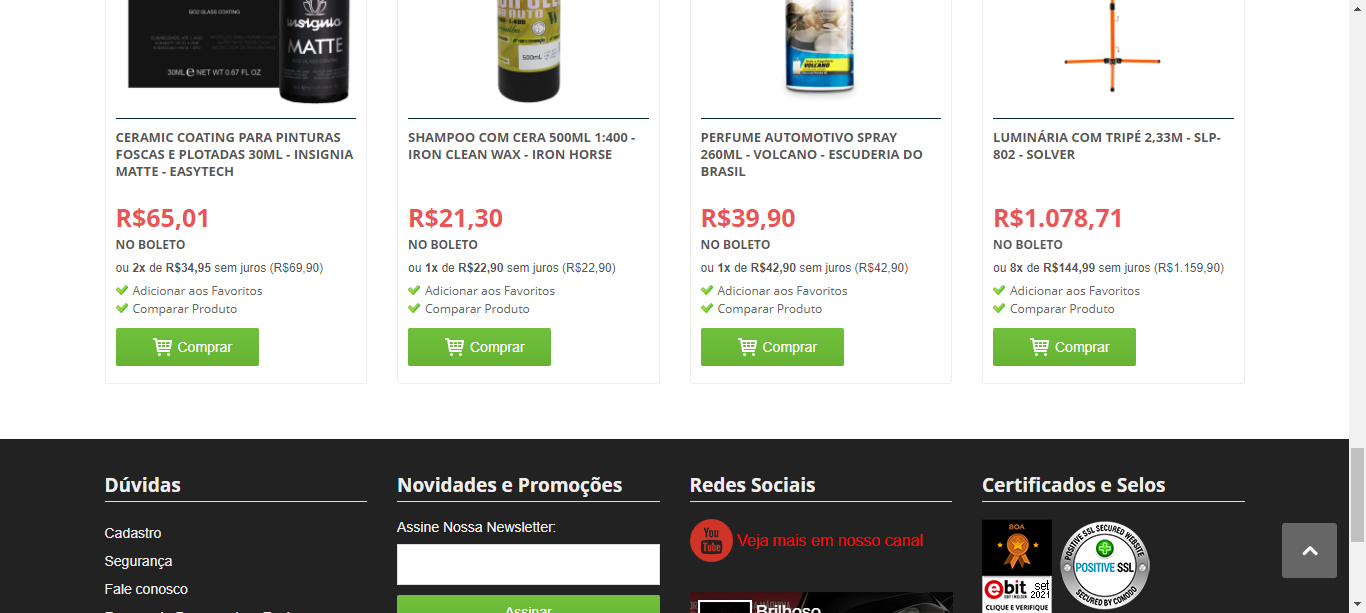 SIO2 GLASS COATING
30ML NET WT 0.67 FL OZ
insignia
MATTE
1:400
500mL
VOLCANO
CERAMIC COATING PARA PINTURAS
FOSCAS E PLOTADAS 30ML - INSIGNIA
MATTE - EASYTECH
R$65,01
NO BOLETO
ou 2x de R$34,95 sem juros (R$69,90)
Adicionar aos Favoritos
Comparar Produto
Comprar
SHAMPOO COM CERA 500ML 1:400 -
IRON CLEAN WAX - IRON HORSE
R$21,30
NO BOLETO
ou 1x de R$22,90 sem juros (R$22,90)
Adicionar aos Favoritos
Comparar Produto
Comprar
PERFUME AUTOMOTIVO SPRAY
260ML - VOLCANO - ESCUDERIA DO
BRASIL
R$39,90
NO BOLETO
ou 1x de R$42,90 sem juros (R$42,90)
Adicionar aos Favoritos
Comparar Produto
Comprar
LUMINÁRIA COM TRIPÉ 2,33M - SLP-
802 - SOLVER
R$1.078,71
NO BOLETO
ou 8x de R$144,99 sem juros (R$1.159,90)
Adicionar aos Favoritos
Comparar Produto
Comprar
Dúvidas
Cadastro
Segurança
Fale conosco
Novidades e Promoções
Assine Nossa Newsletter:
Assinar
Redes Sociais
You
Tube
Veja mais em nosso canal
Brilhoso
Certificados e Selos
BOA
ebit
set
2021
CLIQUE E VERIFIQUE
POSITIVE SSL SECURED WEBSITE
POSITIVE SSL
SECURED BY COMODO